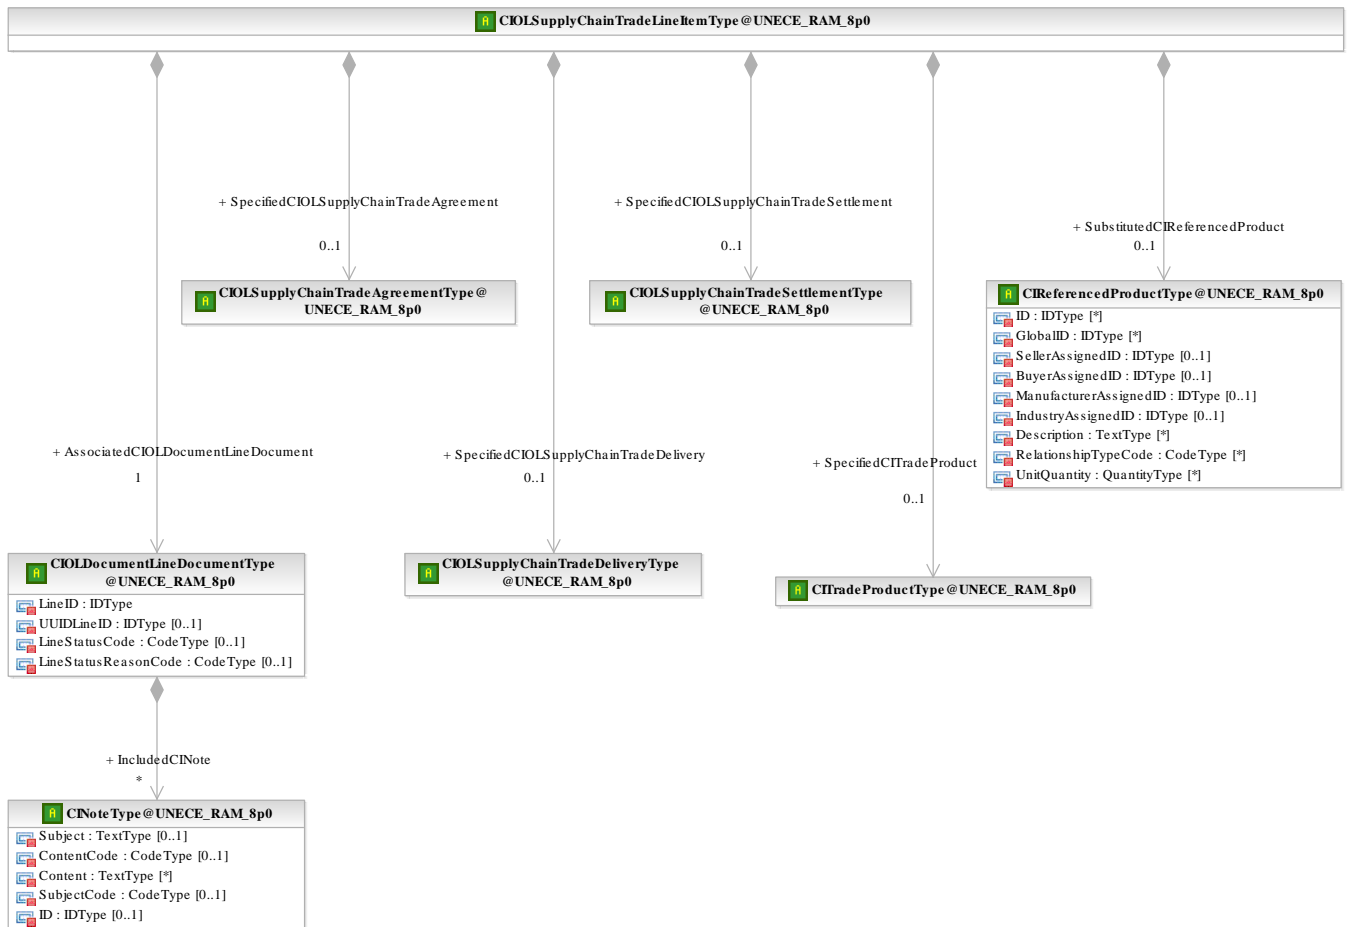 CIOLSupplyChainTradeLineItemType@UNECE_RAM_8p0
+ SpecifiedCIOLSupplyChainTradeAgreement
0..1
+ SpecifiedCIOLSupplyChainTradeSettlement
0..1
+ SubstitutedCIReferencedProduct
0..1
CIOLSupplyChainTradeAgreementType@
UNECE_RAM_8p0
CIOLSupplyChainTradeSettlementType
@UNECE_RAM_8p0
CIReferencedProductType@UNECE_RAM_8p0
ID : IDType [*]
GlobalID : IDType [*]
SellerAssignedID : IDType [0..1]
BuyerAssignedID : IDType [0..1]
ManufacturerAssignedID : IDType [0..1]
IndustryAssignedID : IDType [0..1]
Description : TextType [*]
RelationshipTypeCode : CodeType [*]
UnitQuantity : QuantityType [*]
+ AssociatedCIOLDocumentLineDocument
1
+ SpecifiedCIOLSupplyChainTradeDelivery
0..1
+ SpecifiedCITradeProduct
0..1
CIOLDocumentLineDocumentType
@UNECE_RAM_8p0
LineID : IDType
UUIDLineID : IDType [0..1]
LineStatusCode : CodeType [0..1]
LineStatusReasonCode : CodeType [0..1]
CIOLSupplyChainTradeDeliveryType
@UNECE_RAM_8p0
CITradeProductType@UNECE_RAM_8p0
+ IncludedCINote
*
CINoteType@UNECE_RAM_8p0
Subject : TextType [0..1]
ContentCode : CodeType [0..1]
Content : TextType [*]
SubjectCode : CodeType [0..1]
ID : IDType [0..1]